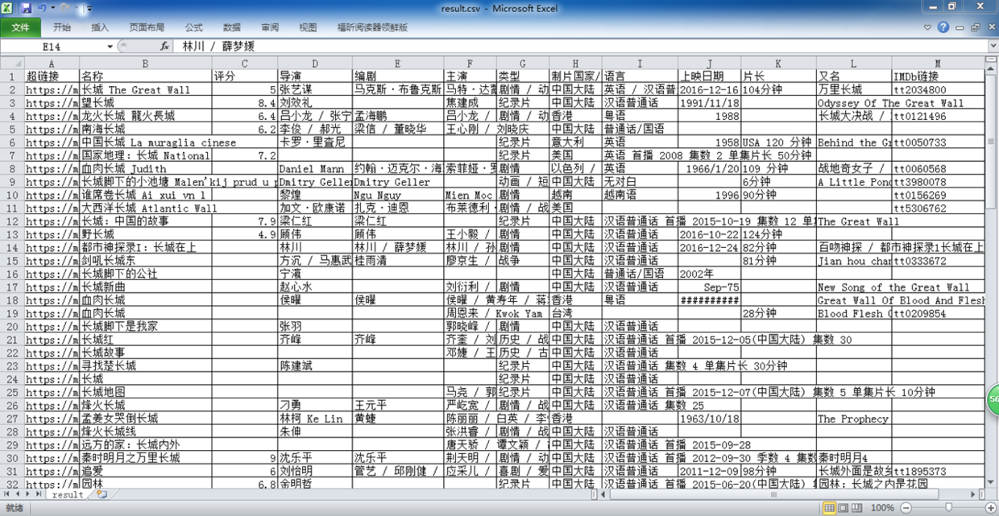 result.csv - Microsoft Excel
文件 开始 插入 页面布局 公式 数据 审阅 视图 福昕阅读器领鲜版
E14 fx 林川 / 薛梦媛
A B C D E F G H I J K L M
1 超链接 名称 评分 导演 编剧 主演 类型 制片国家/ 语言 上映日期 片长 又名 IMDb链接
2 https://m 长城 The Great Wall 5 张艺谋 马克斯·布鲁克斯 马特·达 剧情 / 动 中国大陆 英语 / 汉语普 2016-12-16 104分钟 万里长城 tt2034800
3 https://m 望长城 8.4 刘效礼 焦建成 纪录片 中国大陆 汉语普通话 1991/11/18 Odyssey Of The Great Wall
4 https://m 龙火长城 龍火長城 6.4 吕小龙 / 张宁 孟海鹏 吕小龙 / 剧情 / 动 香港 粤语 1988 长城大决战 / tt0121496
5 https://m 南海长城 6.2 李俊 / 郝光 梁信 / 董晓华 王心刚 / 刘晓庆 中国大陆 普通话/国语
6 https://m 中国长城 La muraglia cinese 卡罗·里查尼 纪录片 意大利 英语 1958 USA 120 分钟 Behind the Gr tt0050733
7 https://m 国家地理：长城 National 7.2 纪录片 美国 英语 首播 2008 集数 2 单集片长 50分钟
8 https://m 血肉长城 Judith Daniel Mann 约翰·迈克尔·海 索菲娅·罗 剧情 以色列 / 英语 1966/1/20 109 分钟 战地奇女子 / tt0060568
9 https://m 长城脚下的小池塘 Malen'kij prud u p Dmitry Geller Dmitry Geller 动画 / 短 中国大陆 无对白 6分钟 A Little Pond tt3980078
10 https://m 谁席卷长城 Ai xui vn l 黎煌 Ngu Nguy Mien Moc 剧情 越南 越南语 1996 90分钟 tt0156269
11 https://m 大西洋长城 Atlantic Wall 加文·欧康诺 扎克·迪恩 布莱德利· 剧情 / 战 美国 tt5306762
12 https://m 长城：中国的故事 7.9 梁仁红 梁仁红 纪录片 中国大陆 汉语普通话 首播 2015-10-19 集数 12 单 The Great Wall
13 https://m 野长城 4.9 顾伟 顾伟 王小毅 / 剧情 中国大陆 汉语普通话 2016-10-22 124分钟
14 https://m 都市神探录I：长城在上 林川 林川 / 薛梦媛 林川 / 孙 剧情 中国大陆 汉语普通话 2016-12-24 82分钟 百吻神探 / 都市神探录1长城在上
15 https://m 剑吼长城东 方沉 / 马惠武 桂雨清 廖京生 / 战争 中国大陆 汉语普通话 81分钟 Jian hou chan tt0333672
16 https://m 长城脚下的公社 宁瀛 中国大陆 普通话/国语 2002年
17 https://m 长城新曲 赵心水 刘衍利 / 剧情 中国大陆 汉语普通话 Sep-75 New Song of the Great Wall
18 https://m 血肉长城 侯曜 侯曜 侯曜 / 黄寿年 / 蒋 香港 粤语 ########## Great Wall Of Blood And Flesh
19 https://m 血肉长城 周恩来 / Kwok Yam 台湾 28分钟 Blood Flesh G tt0209854
20 https://m 长城脚下是我家 张羽 郭晓峰 / 剧情 中国大陆 汉语普通话
21 https://m 长城红 齐峰 齐峰 齐奎 / 刘 历史 / 战 中国大陆 汉语普通话 首播 2015-12-05(中国大陆) 集数 30
22 https://m 长城故事 邓婕 / 王 历史 / 古 中国大陆 汉语普通话
23 https://m 寻找楚长城 陈建斌 纪录片 中国大陆 汉语普通话 集数 4 单集片长 30分钟
24 https://m 长城 纪录片 中国大陆 汉语普通话
25 https://m 长城地图 马尧 / 郭 纪录片 中国大陆 汉语普通话 首播 2015-12-07(中国大陆) 集数 5 单集片长 10分钟
26 https://m 烽火长城 刁勇 王元平 严屹宽 / 剧情 / 战 中国大陆 汉语普通话 集数 25
27 https://m 孟姜女哭倒长城 林柯 Ke Lin 黄蜨 陈丽丽 / 白英 / 李 香港 1963/10/18 The Prophecy
28 https://m 烽火长城线 朱伸 张洪睿 / 剧情 / 战 中国大陆 汉语普通话
29 https://m 远方的家：长城内外 唐天骄 / 谭文颖 / 中国大陆 汉语普通话 首播 2015-09-28
30 https://m 秦时明月之万里长城 9 沈乐平 沈乐平 荆天明 / 剧情 / 动 中国大陆 汉语普通话 首播 2012-09-30 季数 4 集数 秦时明月4
31 https://m 追爱 6 刘怡明 管艺 / 邱刚健 / 应采儿 / 喜剧 / 爱 中国大陆 汉语普通话 2011-12-09 98分钟 长城外面是故乡 tt1895373
32 https://m 园林 6.8 金明哲 纪录片 中国大陆 汉语普通话 首播 2015-06-20(中国大陆) 园林：长城之内是花园
result
就绪 100%
56